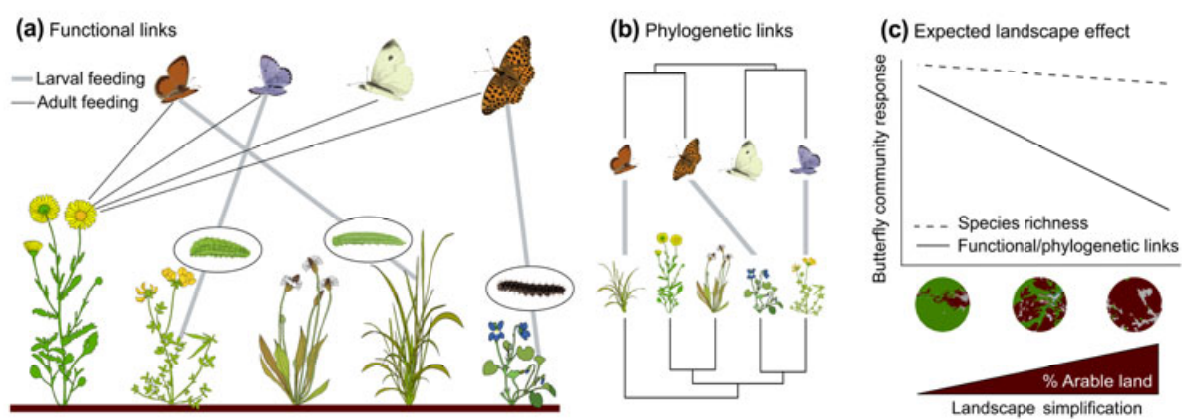 (a) Functional links
Larval feeding
Adult feeding
(b) Phylogenetic links
(c) Expected landscape effect
Butterfly community response
Species richness
Functional/phylogenetic links
% Arable land
Landscape simplification